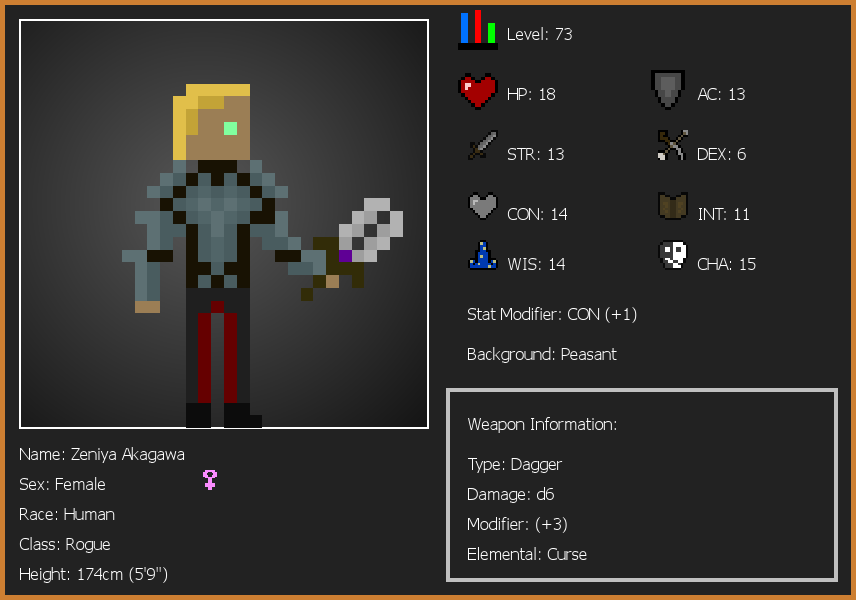 Level: 73
HP: 18
AC: 13
STR: 13
DEX: 6
CON: 14
INT: 11
WIS: 14
CHA: 15
Stat Modifier: CON (+1)
Background: Peasant
Weapon Information:
Type: Dagger
Damage: d6
Modifier: (+3)
Elemental: Curse
Name: Zeniya Akagawa
Sex: Female
Race: Human
Class: Rogue
Height: 174cm (5'9")